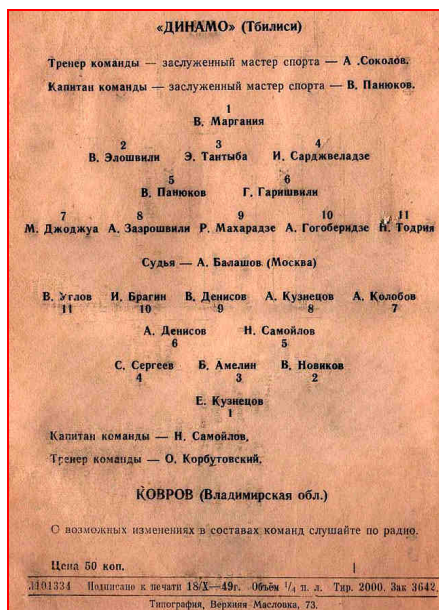 «ДИНАМО» (Тбилиси)
Тренер команды — заслуженный мастер спорта — А .Соколов.
Капитан команды — заслуженный мастер спорта — В. Панюков.
1
В. Маргания
2 3 4
В. Элошвили Э. Тантыба И. Сарджвеладзе
5 6
В. Панюков Г. Гаришвили
7 8 9 10 11
М. Джоджуа А. Зазрошвили Р. Махарадзе А. Гогоберидзе Н. Тодрия
Судья — А. Балашов (Москва)
В. Углов И. Брагин В. Денисов А. Кузнецов А. Колобов
11 10 9 8 7
А. Денисов Н. Самойлов
6 5
С. Сергеев Б. Амелин В. Новиков
4 3 2
Е. Кузнецов
1
Капитан команды — Н. Самойлов,
Тренер команды — О. Корбутовский,
КОВРОВ (Владимирская обл.)
О возможных изменениях в составах команд слушайте по радио.
Цена 50 коп.
Л101334 Подписано к печати 18/X—49г. Объём 1/4 п. л. Тир. 2000. Зак 3642.
Типография, Верхняя Масловка, 73.